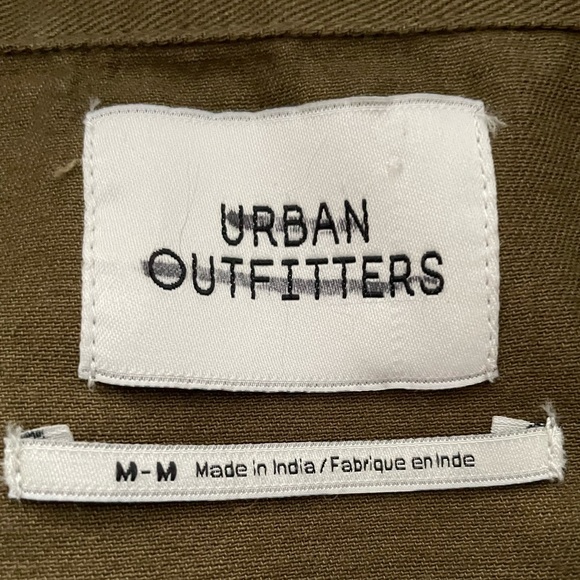 URBAN
OUTFITTERS
M-M Made in India/Fabrique en Inde